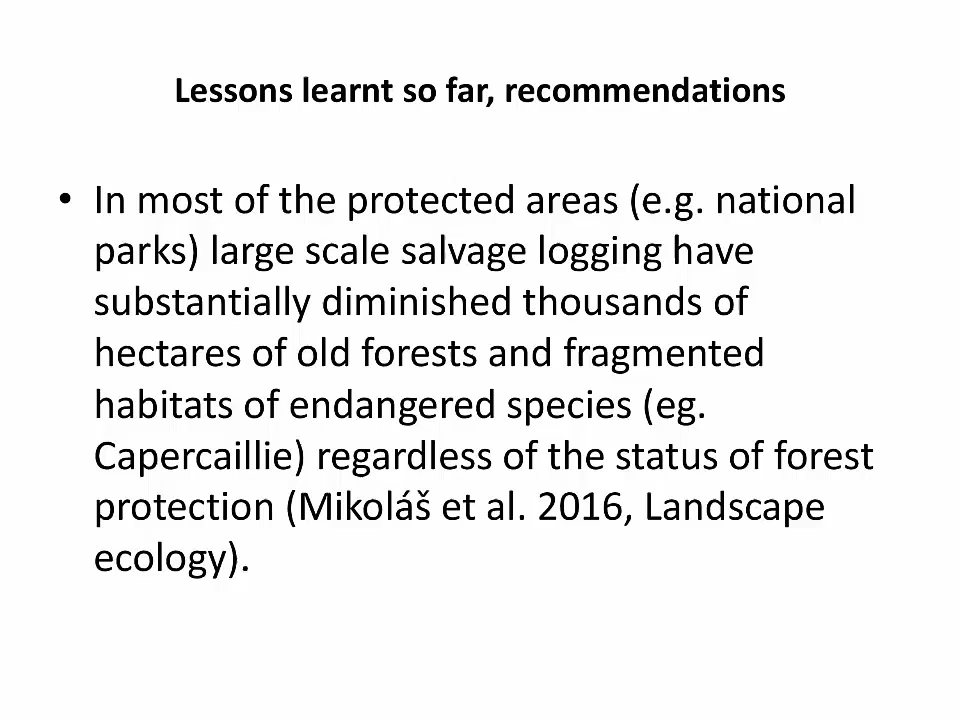 Lessons learnt so far, recommendations
• In most of the protected areas (e.g. national
parks) large scale salvage logging have
substantially diminished thousands of
hectares of old forests and fragmented
habitats of endangered species (eg.
Capercaillie) regardless of the status of forest
protection (Mikoláš et al. 2016, Landscape
ecology).